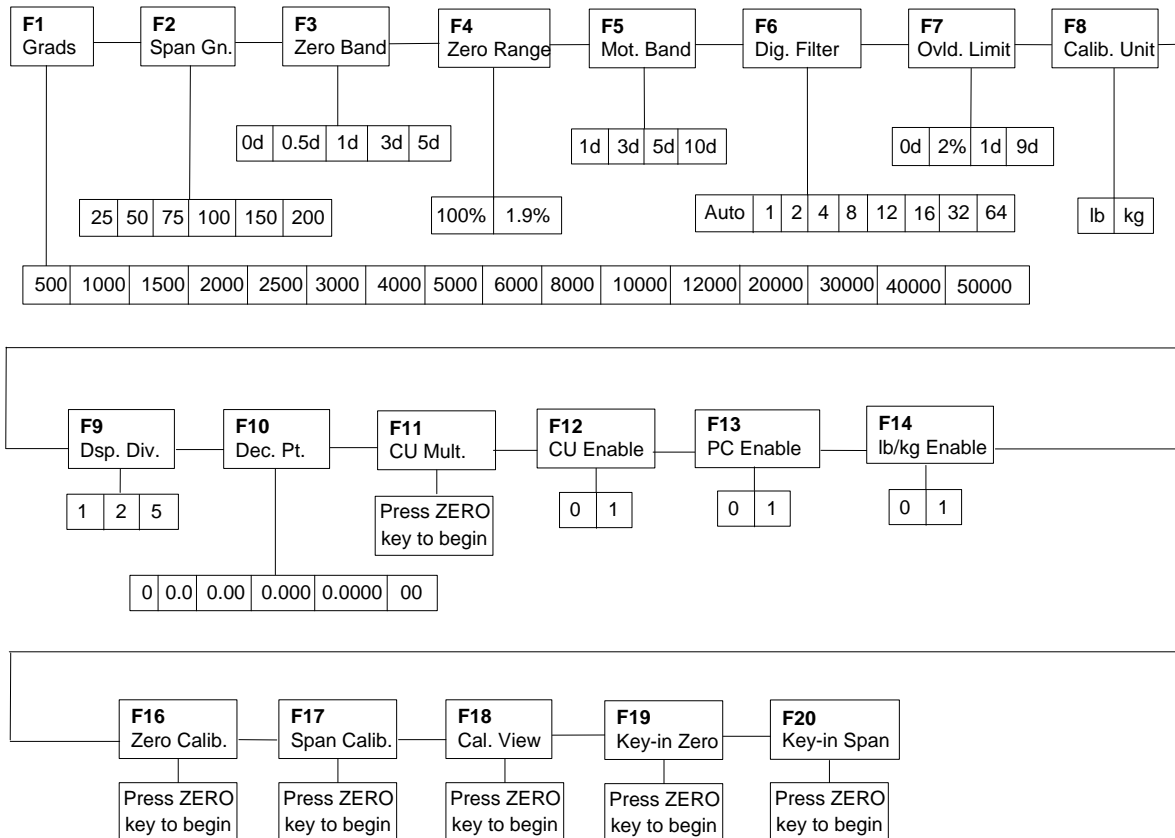 F1 F2 F3 F4 F5 F6 F7 F8
Grads Span Gn. Zero Band Zero Range Mot. Band Dig. Filter Ovld. Limit Calib. Unit
0d 0.5d 1d 3d 5d 1d 3d 5d 10d 0d 2% 1d 9d
25 50 75 100 150 200 100% 1.9% Auto 1 2 4 8 12 16 32 64 lb kg
500 1000 1500 2000 2500 3000 4000 5000 6000 8000 10000 12000 20000 30000 40000 50000
F9 F10 F11 F12 F13 F14
Dsp. Div. Dec. Pt. CU Mult. CU Enable PC Enable lb/kg Enable
1 2 5 Press ZERO 0 1 0 1 0 1
key to begin
0 0.0 0.00 0.000 0.0000 00
F16 F17 F18 F19 F20
Zero Calib. Span Calib. Cal. View Key-in Zero Key-in Span
Press ZERO Press ZERO Press ZERO Press ZERO Press ZERO
key to begin key to begin key to begin key to begin key to begin